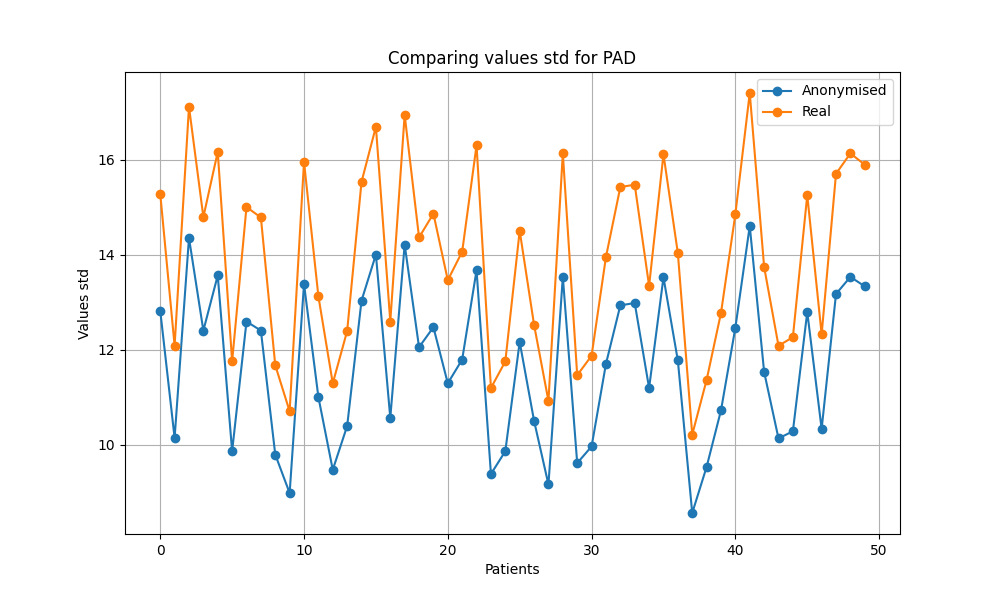 Comparing values std for PAD
Anonymised
Real
Values std
16
14
12
10
0 10 20 30 40 50
Patients